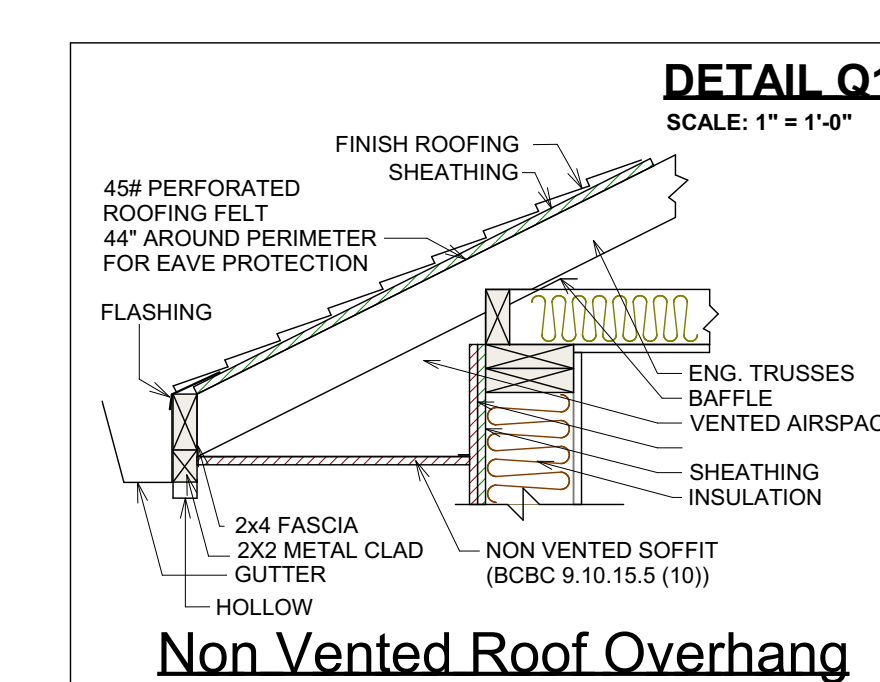 DETAIL Q1
SCALE: 1" = 1'-0"
FINISH ROOFING
SHEATHING
45# PERFORATED
ROOFING FELT
44" AROUND PERIMETER
FOR EAVE PROTECTION
FLASHING
ENG. TRUSSES
BAFFLE
VENTED AIRSPAC
SHEATHING
INSULATION
2x4 FASCIA
2X2 METAL CLAD
GUTTER
HOLLOW
NON VENTED SOFFIT
(BCBC 9.10.15.5 (10))
Non Vented Roof Overhang